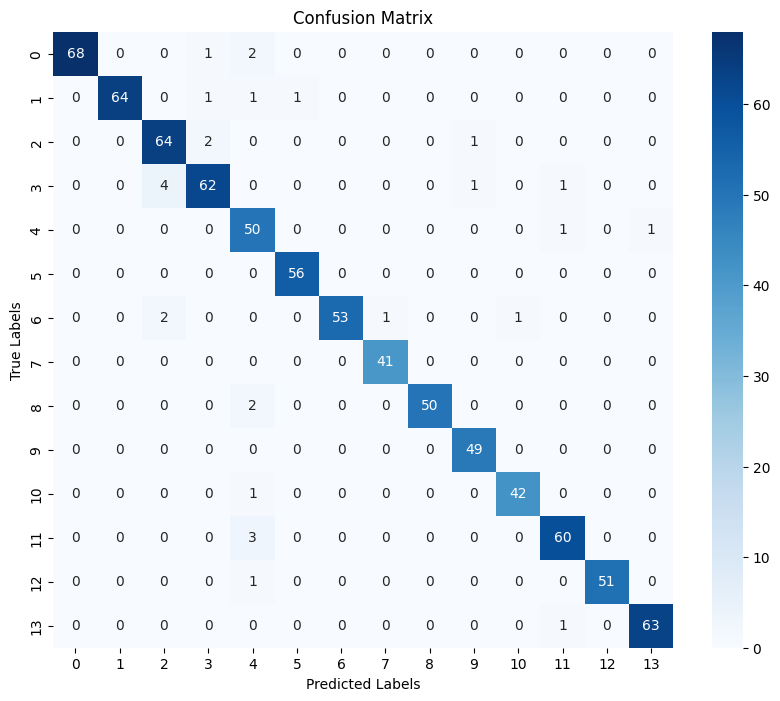 Confusion Matrix
0 68 0 0 1 2 0 0 0 0 0 0 0 0 0
1 0 64 0 1 1 1 0 0 0 0 0 0 0 0
2 0 0 64 2 0 0 0 0 0 1 0 0 0 0
3 0 0 4 62 0 0 0 0 0 1 0 1 0 0
4 0 0 0 0 50 0 0 0 0 0 0 1 0 1
5 0 0 0 0 0 56 0 0 0 0 0 0 0 0
6 0 0 2 0 0 0 53 1 0 0 1 0 0 0
7 0 0 0 0 0 0 0 41 0 0 0 0 0 0
8 0 0 0 0 2 0 0 0 50 0 0 0 0 0
9 0 0 0 0 0 0 0 0 0 49 0 0 0 0
10 0 0 0 0 1 0 0 0 0 0 42 0 0 0
11 0 0 0 0 3 0 0 0 0 0 0 60 0 0
12 0 0 0 0 1 0 0 0 0 0 0 0 51 0
13 0 0 0 0 0 0 0 0 0 0 0 1 0 63
0 1 2 3 4 5 6 7 8 9 10 11 12 13
Predicted Labels
True Labels
60
50
40
30
20
10
0